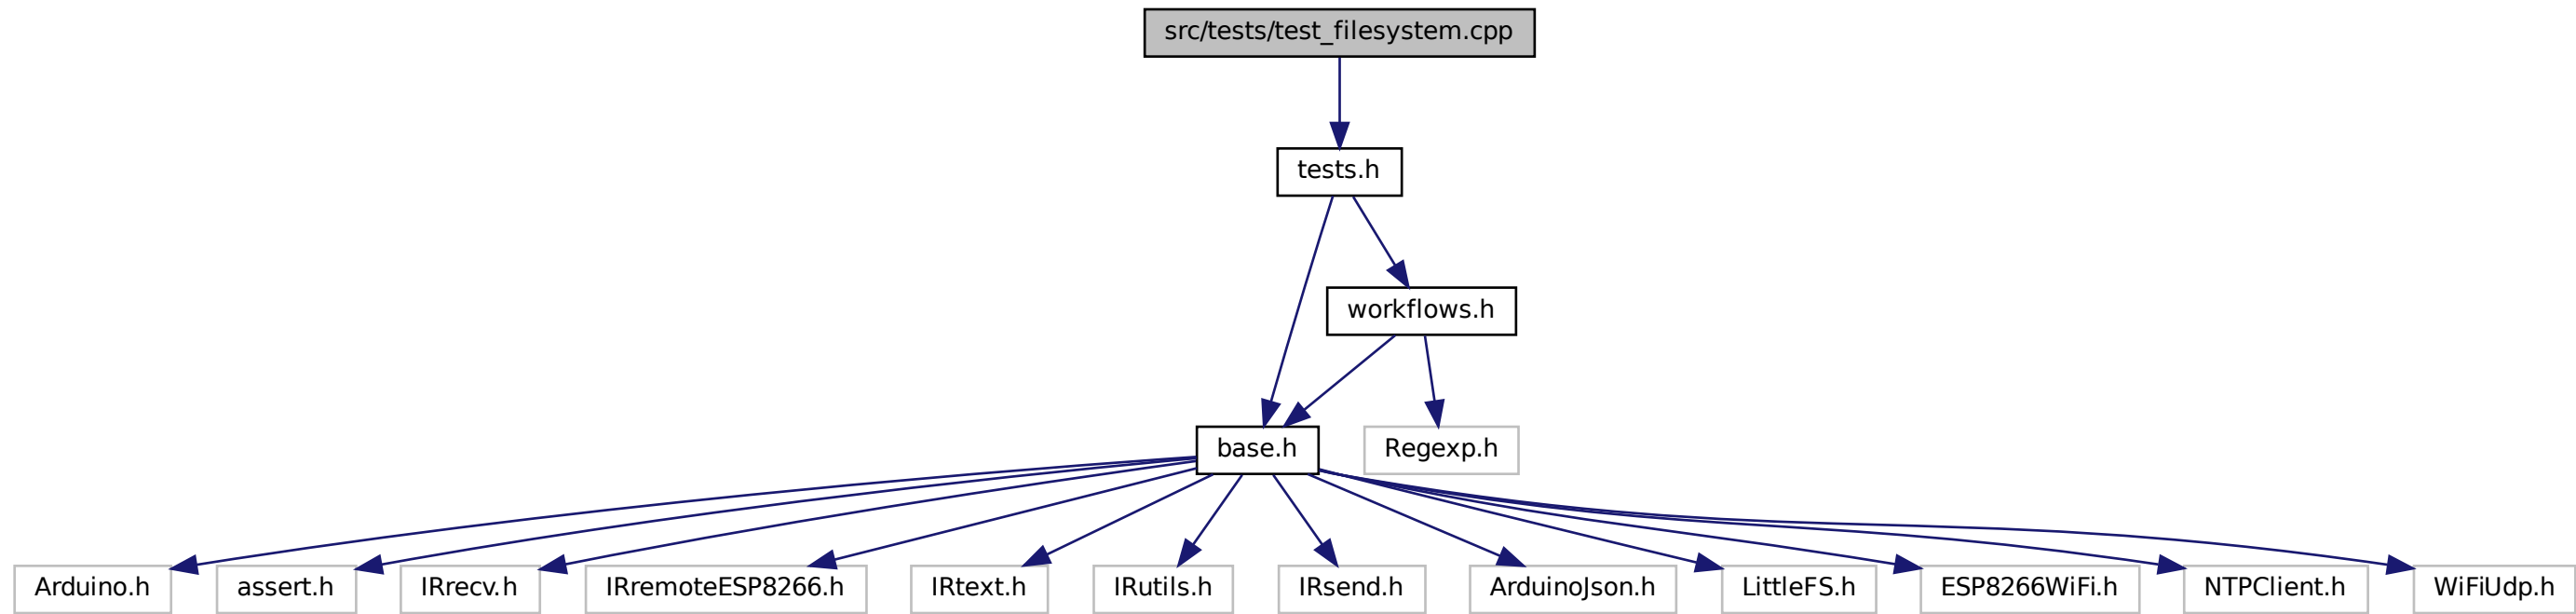 src/tests/test_filesystem.cpp
tests.h
workflows.h
base.h
Regexp.h
Arduino.h
assert.h
IRrecv.h
IRremoteESP8266.h
IRtext.h
IRutils.h
IRsend.h
ArduinoJson.h
LittleFS.h
ESP8266WiFi.h
NTPClient.h
WiFiUdp.h